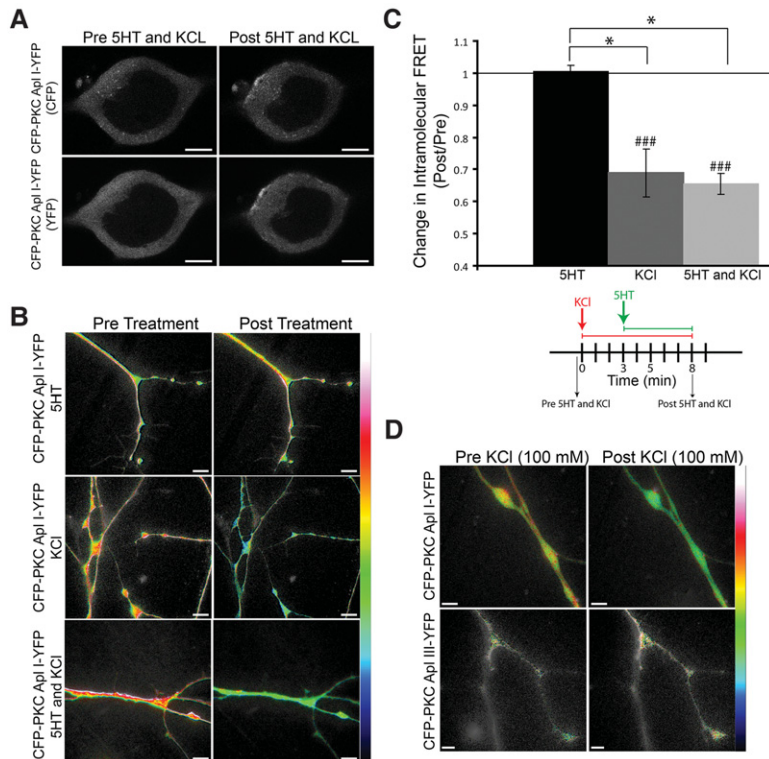 A
Pre 5HT and KCL
Post 5HT and KCL
CFP-PKC Apl I-YFP
(CFP)
CFP-PKC Apl I-YFP
(YFP)
B
Pre Treatment
Post Treatment
CFP-PKC Apl I-YFP
5HT
CFP-PKC Apl I-YFP
KCl
CFP-PKC Apl I-YFP
5HT and KCl
C
Change in Intramolecular FRET
(Post/Pre)
1.1
1
0.9
0.8
0.7
0.6
0.5
0.4
*
*
###
###
5HT
KCl
5HT and KCl
KCl
5HT
0
3
5
8
Time (min)
Pre 5HT and KCl
Post 5HT and KCl
D
Pre KCl (100 mM)
Post KCl (100 mM)
CFP-PKC Apl I-YFP
CFP-PKC Apl III-YFP